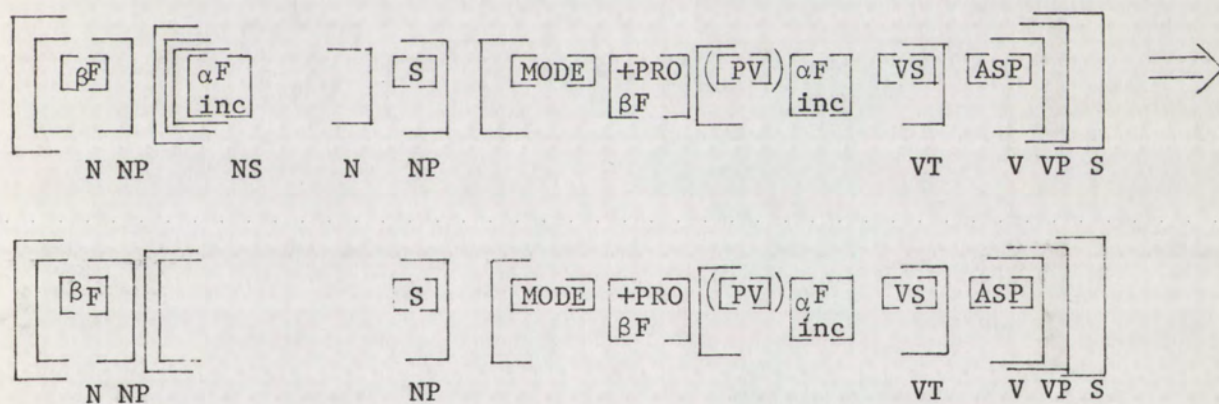 βF αF S MODE +PRO (PV) αF VS ASP ⟹
inc βF inc
N NP NS N NP VT V VP S
βF S MODE +PRO (PV) αF VS ASP
βF inc
N NP NP VT V VP S